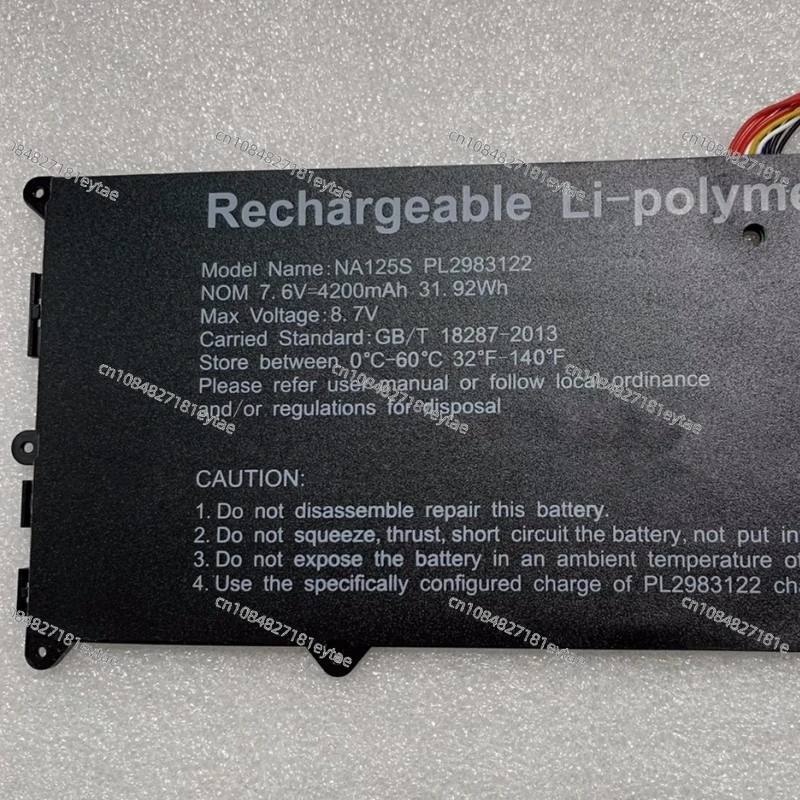 Rechargeable Li-polyme
Model Name:NA125S PL2983122
NOM 7.6V=4200mAh 31.92Wh
Max Voltage:8.7V
Carried Standard:GB/T 18287-2013
Store between 0°C-60°C 32°F-140°F
Please refer user manual or follow local ordinance
and/or regulations for disposal
CAUTION:
1. Do not disassemble repair this battery.
2. Do not squeeze, thrust, short circuit the battery, not put in
3. Do not expose the battery in an ambient temperature of
4. Use the specifically configured charge of PL2983122 ch
cn1084827181eytae